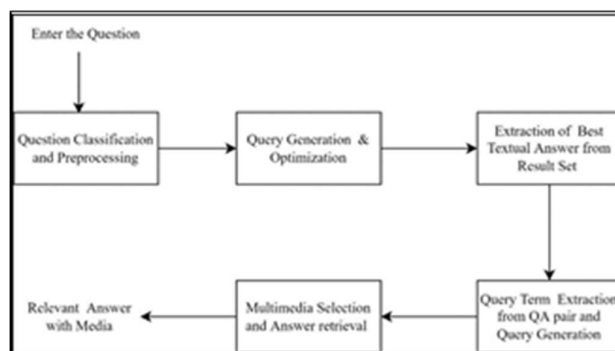 Enter the Question
Question Classification
and Preprocessing
Query Generation &
Optimization
Extraction of Best
Textual Answer from
Result Set
Query Term Extraction
from QA pair and
Query Generation
Multimedia Selection
and Answer retrieval
Relevant Answer
with Media